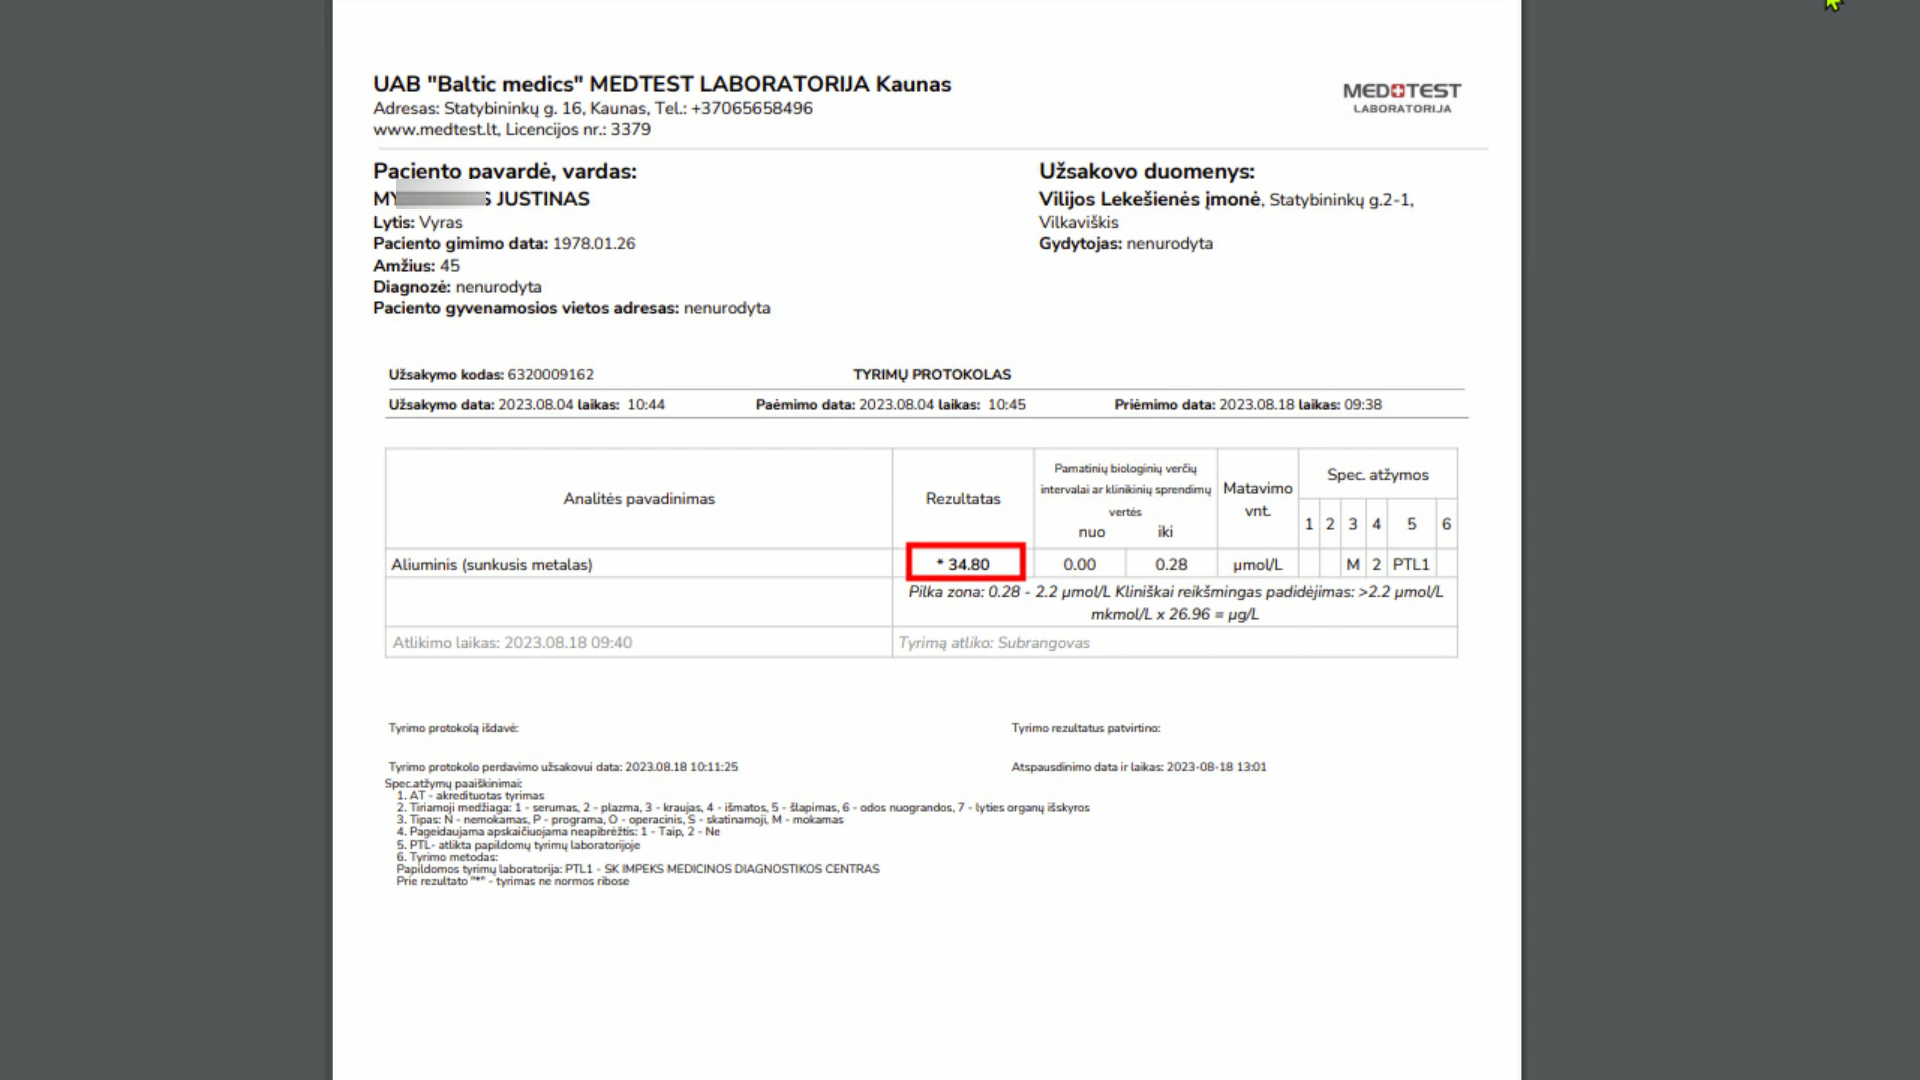 UAB "Baltic medics" MEDTEST LABORATORIJA Kaunas
Adresas: Statybininkų g. 16, Kaunas, Tel.: +37065658496
www.medtest.lt, Licencijos nr.: 3379
MEDTEST
LABORATORIJA
Paciento pavardė, vardas:
JUSTINAS
Lytis: Vyras
Paciento gimimo data: 1978.01.26
Amžius: 45
Diagnozė: nenurodyta
Paciento gyvenamosios vietos adresas: nenurodyta
Užsakovo duomenys:
Vilijos Lekešienės įmonė, Statybininkų g.2-1,
Vilkaviškis
Gydytojas: nenurodyta
Užsakymo kodas: 6320009162 TYRIMŲ PROTOKOLAS
Užsakymo data: 2023.08.04 laikas: 10:44 Paėmimo data: 2023.08.04 laikas: 10:45 Priėmimo data: 2023.08.18 laikas: 09:38
Analitės pavadinimas
Rezultatas
Pamatinių biologinių verčių
intervalai ar klinikinių sprendimų
vertės
nuo iki
Matavimo
vnt.
Spec. atžymos
1 2 3 4 5 6
Aliuminis (sunkusis metalas) * 34.80 0.00 0.28 µmol/L M 2 PTL1
Pilka zona: 0.28 - 2.2 µmol/L Kliniškai reikšmingas padidėjimas: >2.2 µmol/L
mkmol/L x 26.96 = µg/L
Atlikimo laikas: 2023.08.18 09:40 Tyrimą atliko: Subrangovas
Tyrimo protokolą išdavė: Tyrimo rezultatus patvirtino:
Tyrimo protokolo perdavimo užsakovui data: 2023.08.18 10:11:25 Atspausdinimo data ir laikas: 2023-08-18 13:01
Spec.atžymų paaiškinimai:
1. AT - akredituotas tyrimas
2. Tiriamoji medžiaga: 1 - serumas, 2 - plazma, 3 - kraujas, 4 - išmatos, 5 - šlapimas, 6 - odos nuograndos, 7 - lyties organų išskyros
3. Tipas: N - nemokamas, P - programa, O - operacinis, S - skatinamoji, M - mokamas
4. Pageidaujama apskaičiuojama neapibrėžtis: 1 - Taip, 2 - Ne
5. PTL- atlikta papildomų tyrimų laboratorijoje
6. Tyrimo metodas:
Papildomos tyrimų laboratorija: PTL1 - SK IMPEKS MEDICINOS DIAGNOSTIKOS CENTRAS
Prie rezultato "*" - tyrimas ne normos ribose